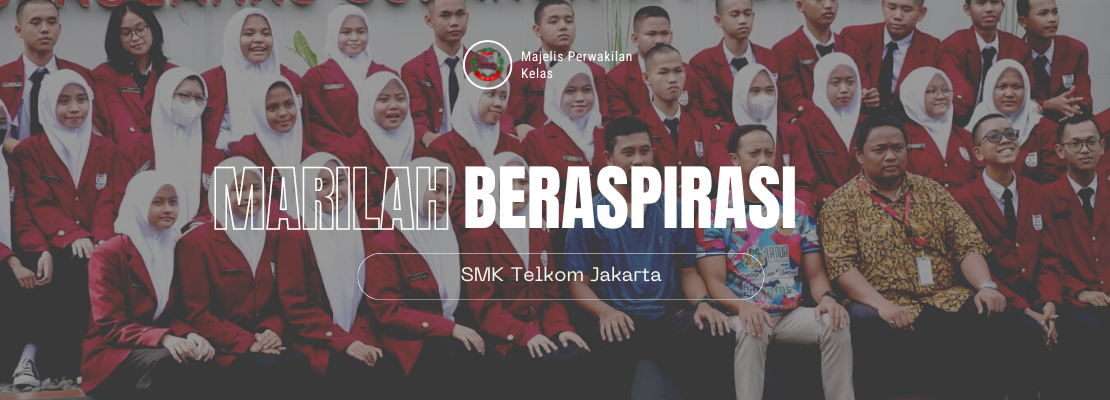 Majelis Perwakilan
Kelas
MARILAH BERASPIRASI
SMK Telkom Jakarta